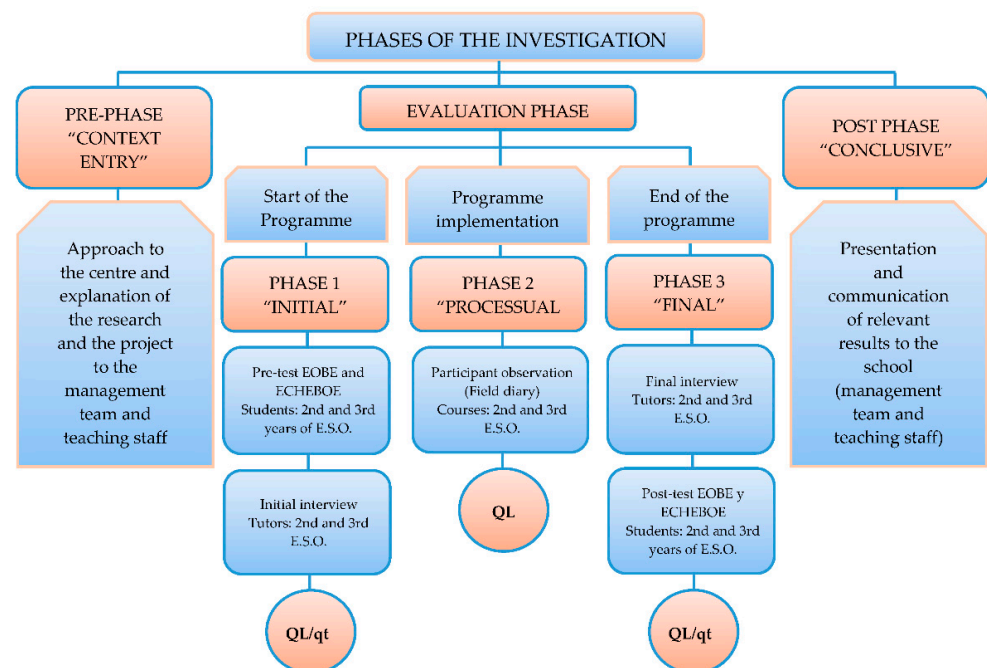 PHASES OF THE INVESTIGATION
PRE-PHASE
“CONTEXT
ENTRY”
Approach to
the centre and
explanation of
the research
and the project
to the
management
team and
teaching staff
EVALUATION PHASE
Start of the
Programme
PHASE 1
“INITIAL”
Pre-test EOBE and
ECHEBOE
Students: 2nd and 3rd
years of E.S.O.
Initial interview
Tutors: 2nd and 3rd
E.S.O.
QL/qt
Programme
implementation
PHASE 2
“PROCESSUAL
Participant observation
(Field diary)
Courses: 2nd and 3rd
E.S.O.
QL
End of the
programme
PHASE 3
“FINAL”
Final interview
Tutors: 2nd and 3rd
E.S.O.
Post-test EOBE y
ECHEBOE
Students: 2nd and 3rd
years of E.S.O.
QL/qt
POST PHASE
“CONCLUSIVE”
Presentation
and
communication
of relevant
results to the
school
(management
team and
teaching staff)